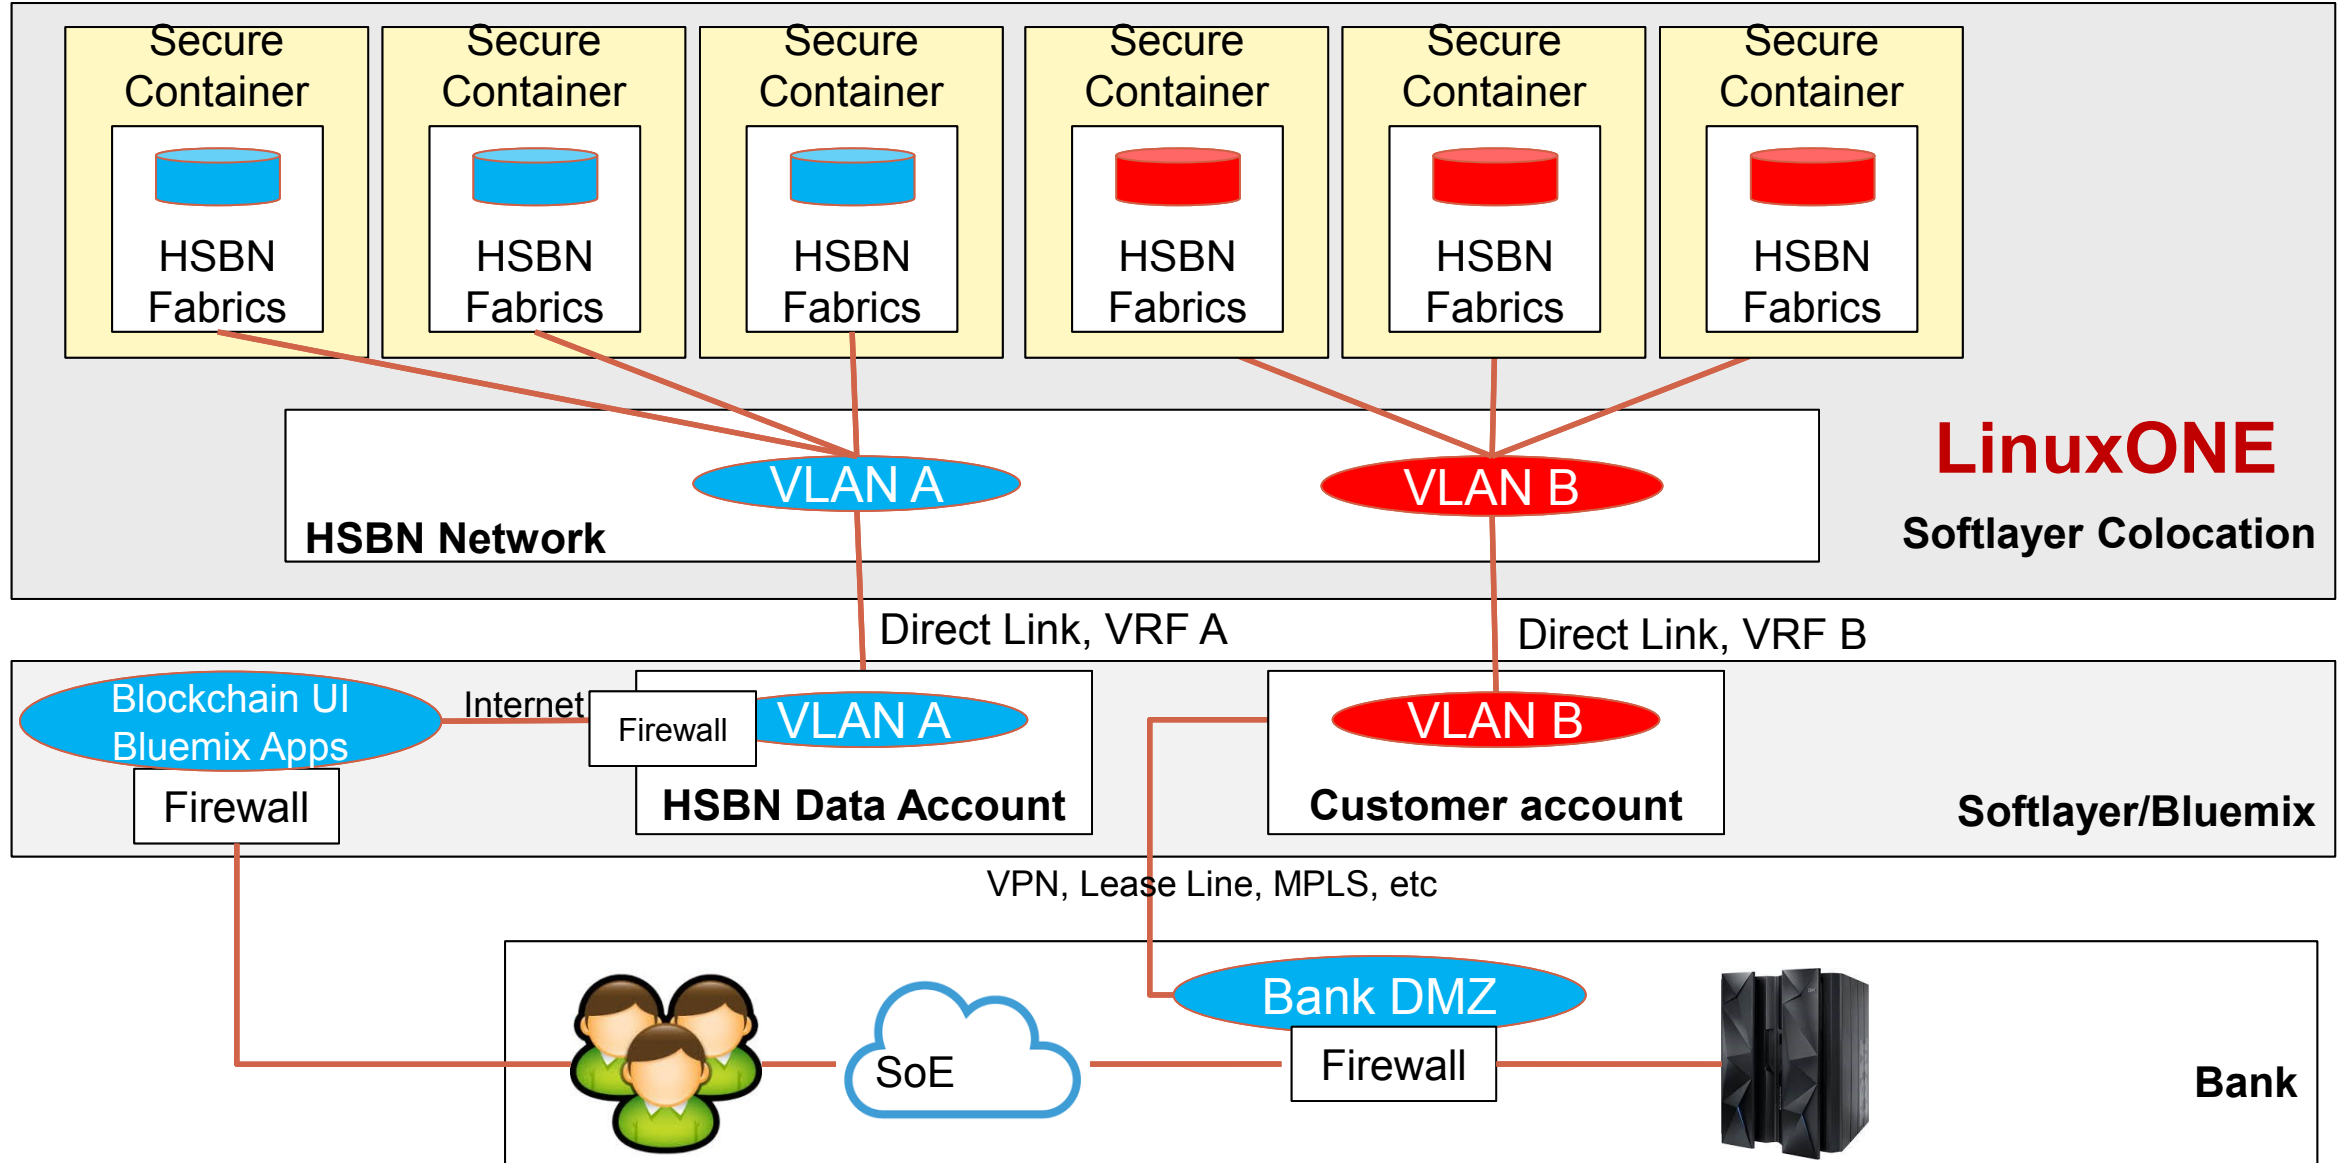 Secure
Container
HSBN
Fabrics
Secure
Container
HSBN
Fabrics
Secure
Container
HSBN
Fabrics
Secure
Container
HSBN
Fabrics
Secure
Container
HSBN
Fabrics
Secure
Container
HSBN
Fabrics
VLAN A
VLAN B
HSBN Network
LinuxONE
Softlayer Colocation
Direct Link, VRF A
Direct Link, VRF B
Blockchain UI
Bluemix Apps
Firewall
Internet
Firewall
VLAN A
HSBN Data Account
VLAN B
Customer account
Softlayer/Bluemix
VPN, Lease Line, MPLS, etc
SoE
Bank DMZ
Firewall
Bank